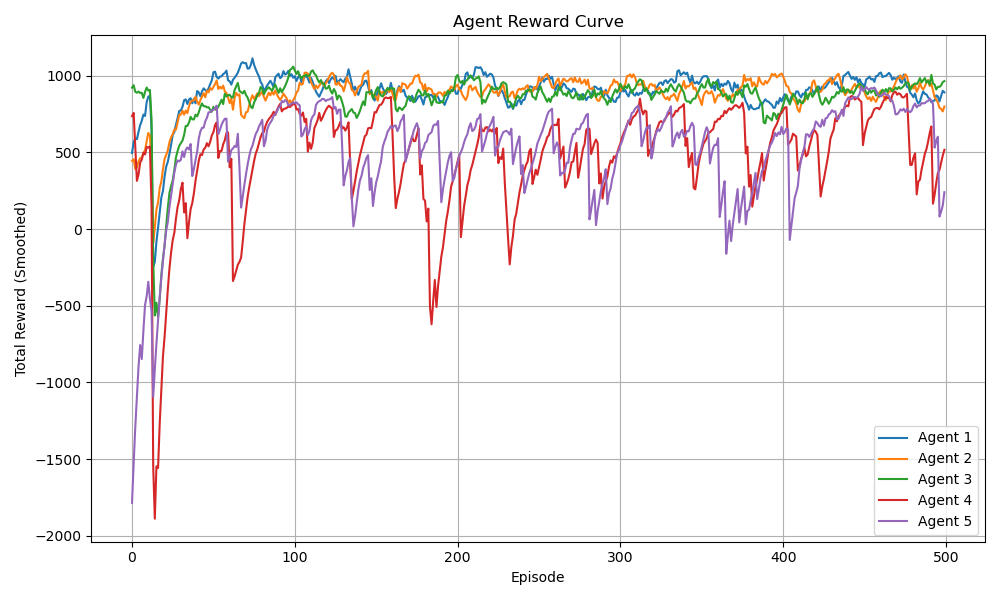 Agent Reward Curve
Total Reward (Smoothed)
1000
500
0
−500
−1000
−1500
−2000
0
100
200
300
400
500
Episode
Agent 1
Agent 2
Agent 3
Agent 4
Agent 5